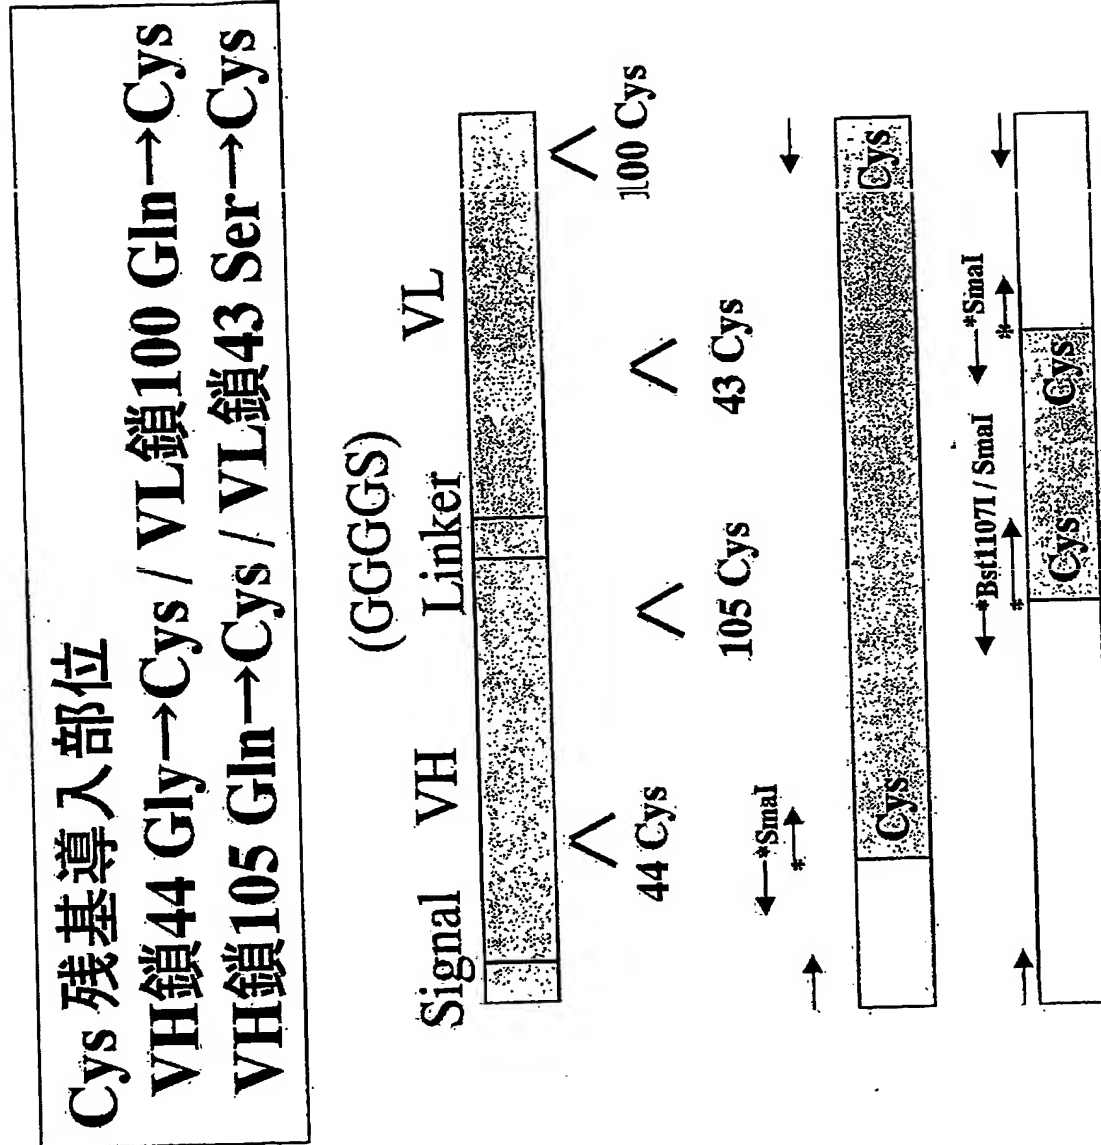 Cys 残基導入部位
VH鎖44 Gly→Cys / VL鎖100 Gln→Cys
VH鎖105 Gln→Cys / VL鎖43 Ser→Cys
(GGGGS)
Signal VH Linker VL
44 Cys
105 Cys
43 Cys
100 Cys
*SmaI
*
Cys Cys
*Bst1107I / SmaI
*SmaI
*
*
Cys Cys